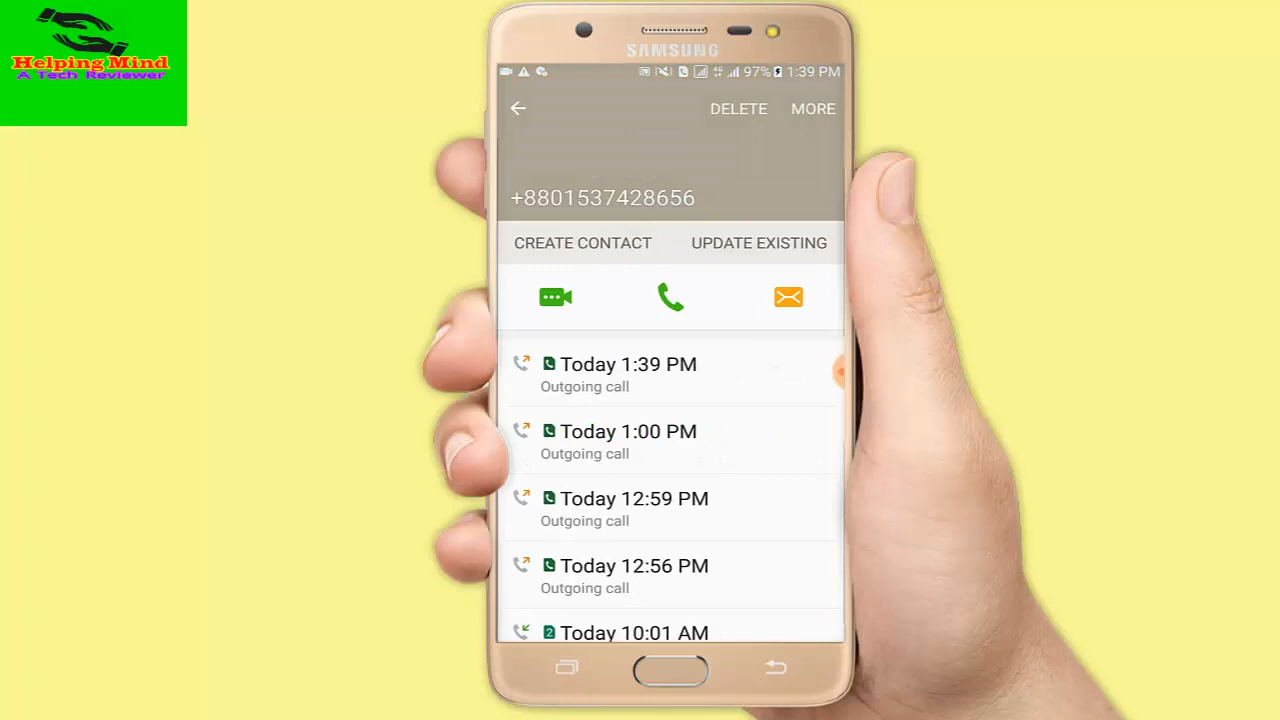 Helping Mind
A Tech Reviewer
SAMSUNG
97% 1:39 PM
DELETE MORE
+8801537428656
CREATE CONTACT UPDATE EXISTING
Today 1:39 PM
Outgoing call
Today 1:00 PM
Outgoing call
Today 12:59 PM
Outgoing call
Today 12:56 PM
Outgoing call
2 Today 10:01 AM